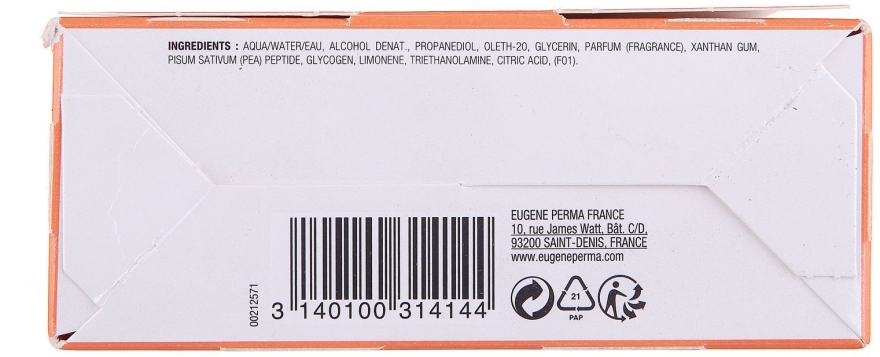 INGREDIENTS : AQUA/WATER/EAU, ALCOHOL DENAT., PROPANEDIOL, OLETH-20, GLYCERIN, PARFUM (FRAGRANCE), XANTHAN GUM,
PISUM SATIVUM (PEA) PEPTIDE, GLYCOGEN, LIMONENE, TRIETHANOLAMINE, CITRIC ACID, (F01).
00212571
3 140100 314144
EUGENE PERMA FRANCE
10, rue James Watt, Bât. C/D,
93200 SAINT-DENIS, FRANCE
www.eugeneperma.com
21
PAP